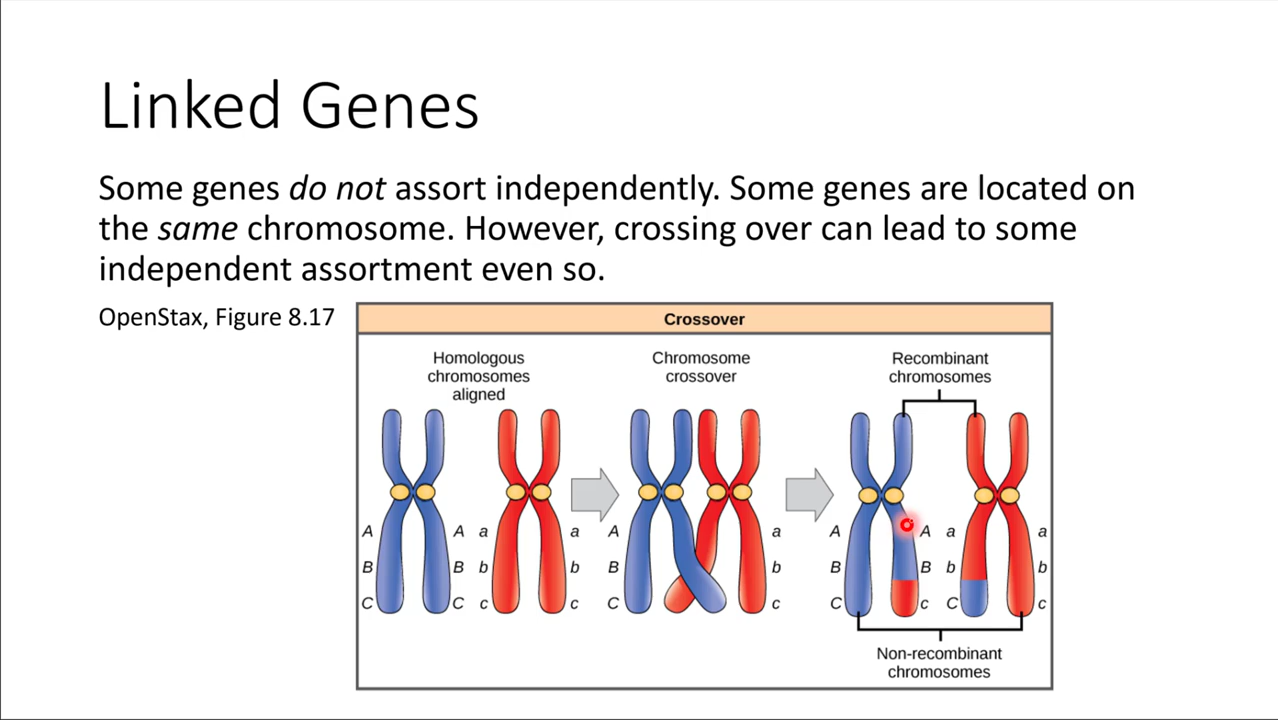 Linked Genes
Some genes do not assort independently. Some genes are located on
the same chromosome. However, crossing over can lead to some
independent assortment even so.
OpenStax, Figure 8.17
Crossover
Homologous
chromosomes
aligned
Chromosome
crossover
Recombinant
chromosomes
A A a a A a A A a a
B B b b B b B B b b
C C c c C c C c C c
Non-recombinant
chromosomes